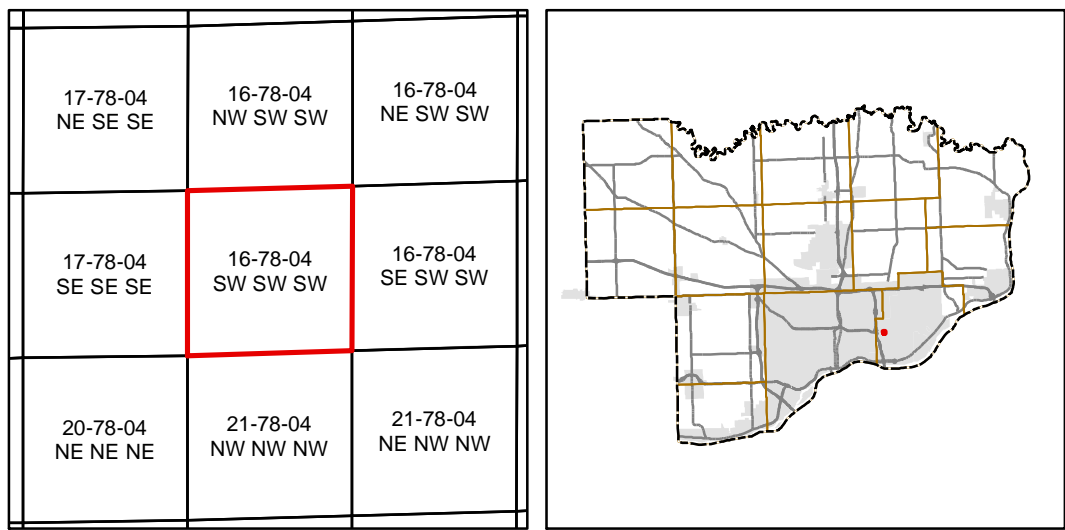 17-78-04
NE SE SE
16-78-04
NW SW SW
16-78-04
NE SW SW
17-78-04
SE SE SE
16-78-04
SW SW SW
16-78-04
SE SW SW
20-78-04
NE NE NE
21-78-04
NW NW NW
21-78-04
NE NW NW